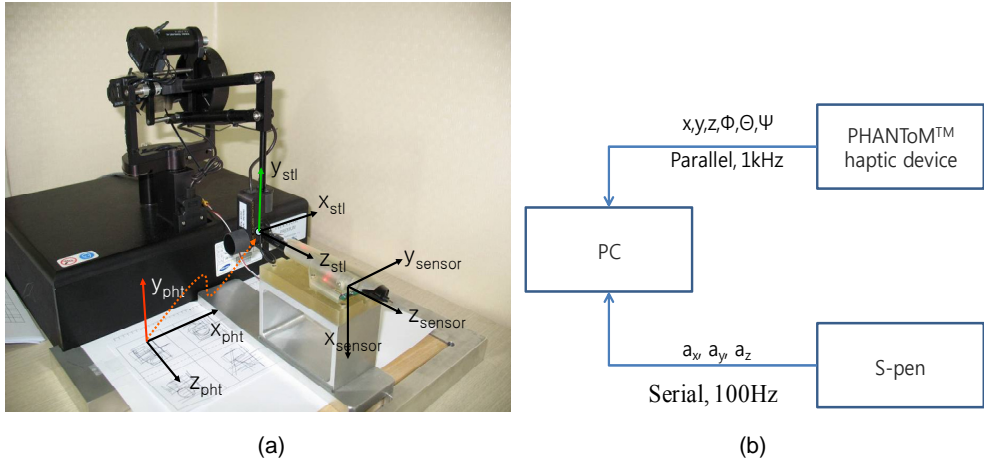 y_stl
x_stl
z_stl
y_sensor
z_sensor
x_sensor
y_pht
x_pht
z_pht
(a)
x,y,z,Φ,Θ,Ψ
Parallel, 1kHz
PHANToM™
haptic device
PC
a_x, a_y, a_z
Serial, 100Hz
S-pen
(b)